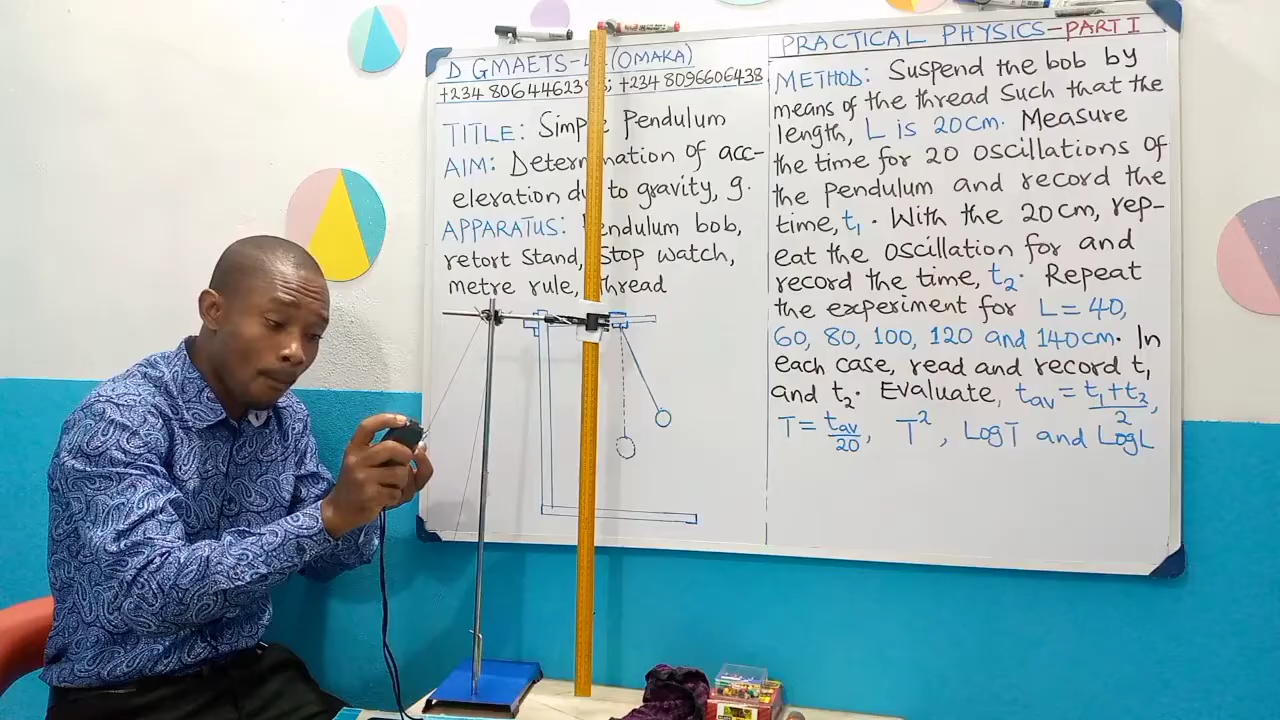 D GMAETS- (OMAKA)
+234 80644623 ; +234 8096606438
TITLE: Simple Pendulum
AIM: Determination of acc-
eleration due to gravity, g.
APPARATUS: Pendulum bob,
retort Stand, Stop watch,
metre rule, Thread
PRACTICAL PHYSICS-PART I
METHOD: Suspend the bob by
means of the thread Such that the
length, L is 20cm. Measure
the time for 20 oscillations of
the Pendulum and record the
time, t₁. With the 20cm, rep-
eat the oscillation for and
record the time, t₂. Repeat
the experiment for L = 40,
60, 80, 100, 120 and 140cm. In
each case, read and record t₁
and t₂. Evaluate, tav = t₁+t₂/2,
T = tav/20, T², LogT and LogL